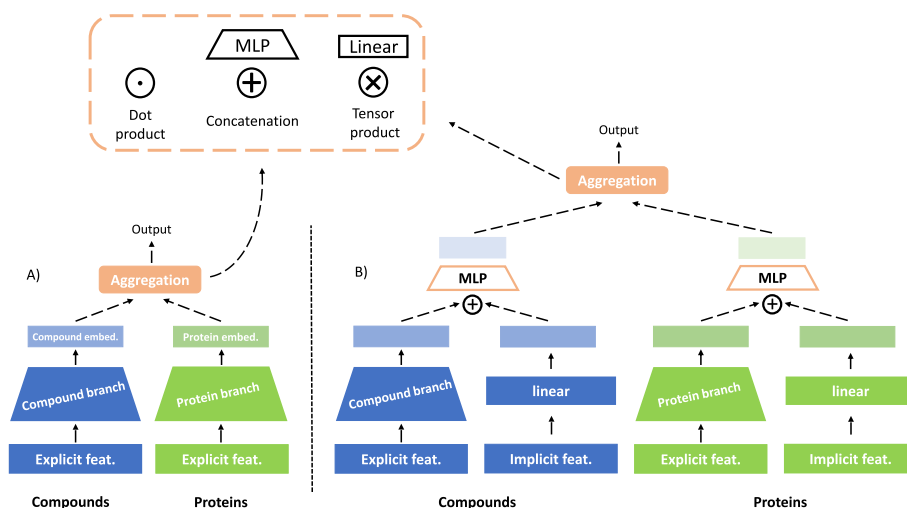 MLP
Linear
Dot
product
Concatenation
Tensor
product
A)
Output
Aggregation
Compound embed.
Protein embed.
Compound branch
Protein branch
Explicit feat.
Explicit feat.
Compounds
Proteins
B)
Output
Aggregation
MLP
MLP
Compound branch
linear
Protein branch
linear
Explicit feat.
Implicit feat.
Explicit feat.
Implicit feat.
Compounds
Proteins